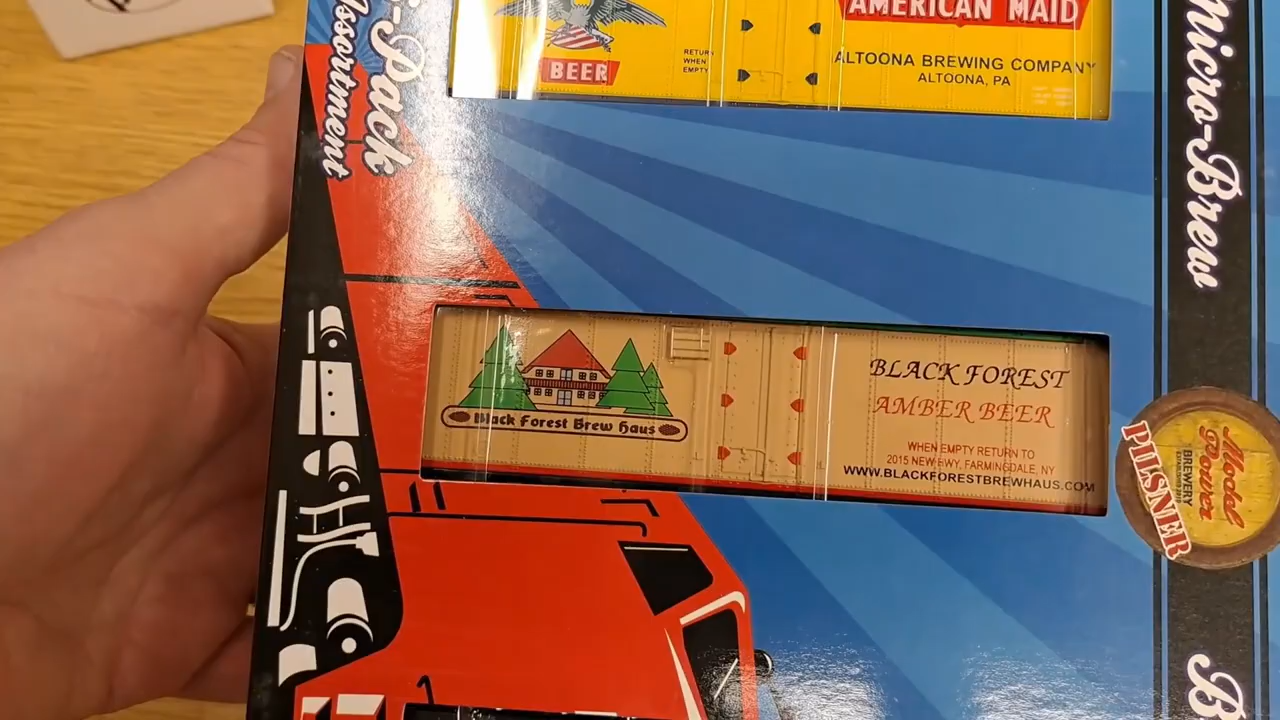 -Pack
Assortment
BEER
RETURN
WHEN
EMPTY
AMERICAN MAID
ALTOONA BREWING COMPANY
ALTOONA, PA
Micro-Brew
Black Forest Brew Haus
BLACK FOREST
AMBER BEER
WHEN EMPTY RETURN TO
2015 NEW HWY, FARMINGDALE, NY
WWW.BLACKFORESTBREWHAUS.COM
Model
Power
BREWERY
PILSNER
B